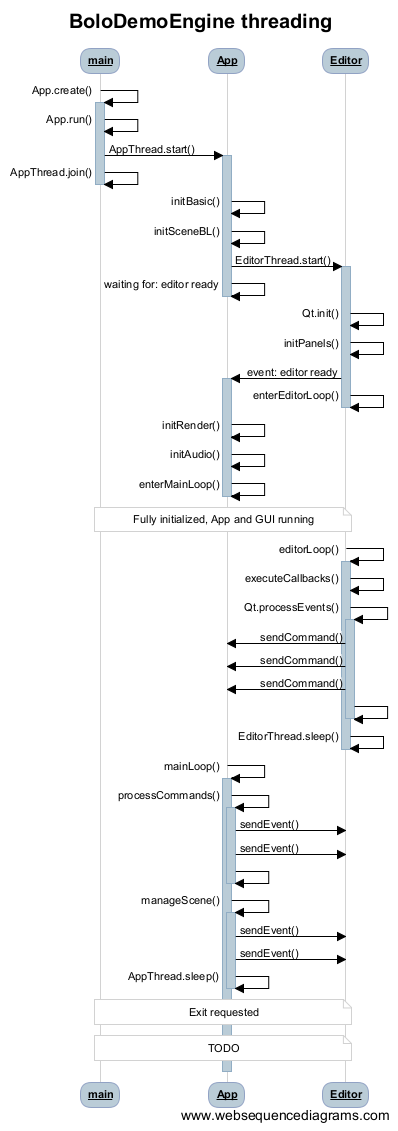 BoloDemoEngine threading
main App Editor
App.create()
App.run()
AppThread.start()
AppThread.join()
initBasic()
initSceneBL()
EditorThread.start()
waiting for: editor ready
Qt.init()
initPanels()
event: editor ready
enterEditorLoop()
initRender()
initAudio()
enterMainLoop()
Fully initialized, App and GUI running
editorLoop()
executeCallbacks()
Qt.processEvents()
sendCommand()
sendCommand()
sendCommand()
EditorThread.sleep()
mainLoop()
processCommands()
sendEvent()
sendEvent()
manageScene()
sendEvent()
sendEvent()
AppThread.sleep()
Exit requested
TODO
main App Editor
www.websequencediagrams.com